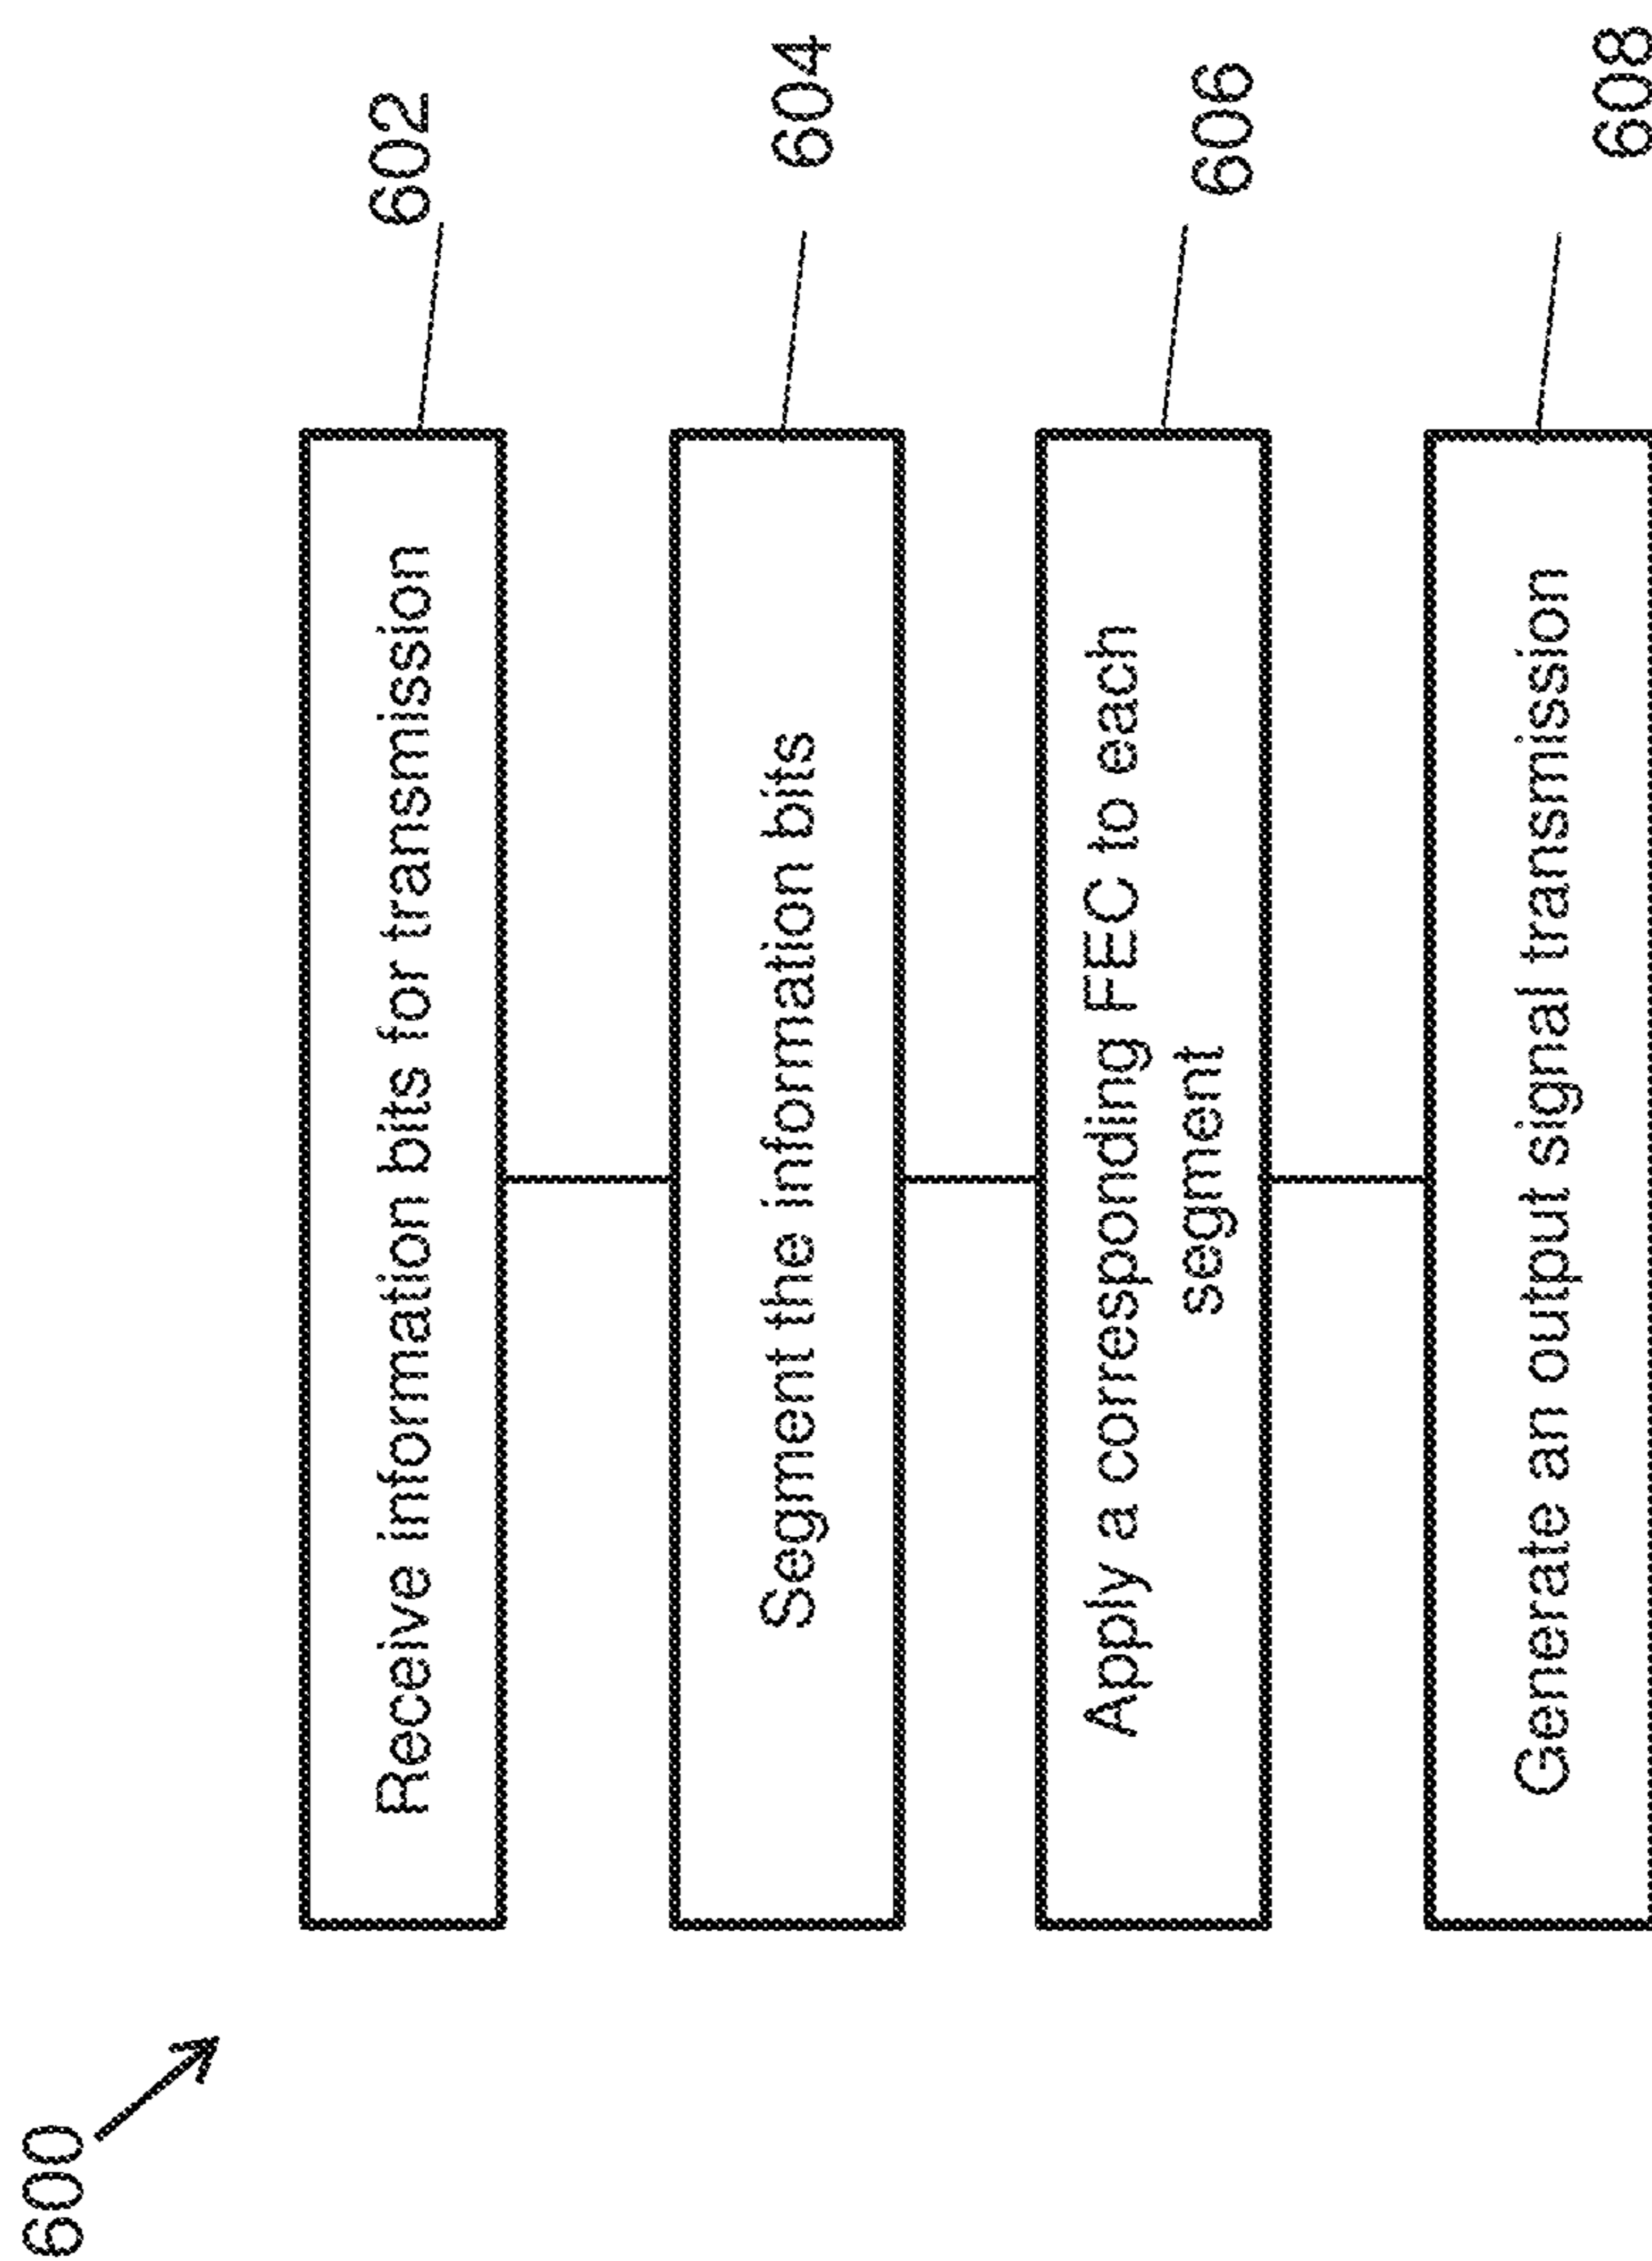 600
Receive information bits for transmission
602
Segment the information bits
604
Apply a corresponding FEC to each
segment
606
Generate an output signal transmission
608